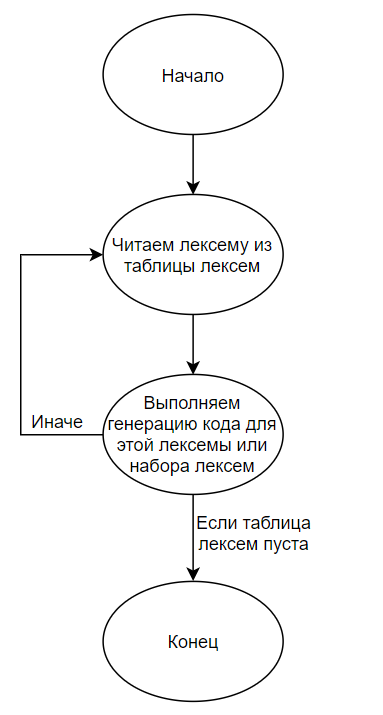 Начало
Читаем лексему из
таблицы лексем
Выполняем
генерацию кода для
этой лексемы или
набора лексем
Иначе
Если таблица
лексем пуста
Конец